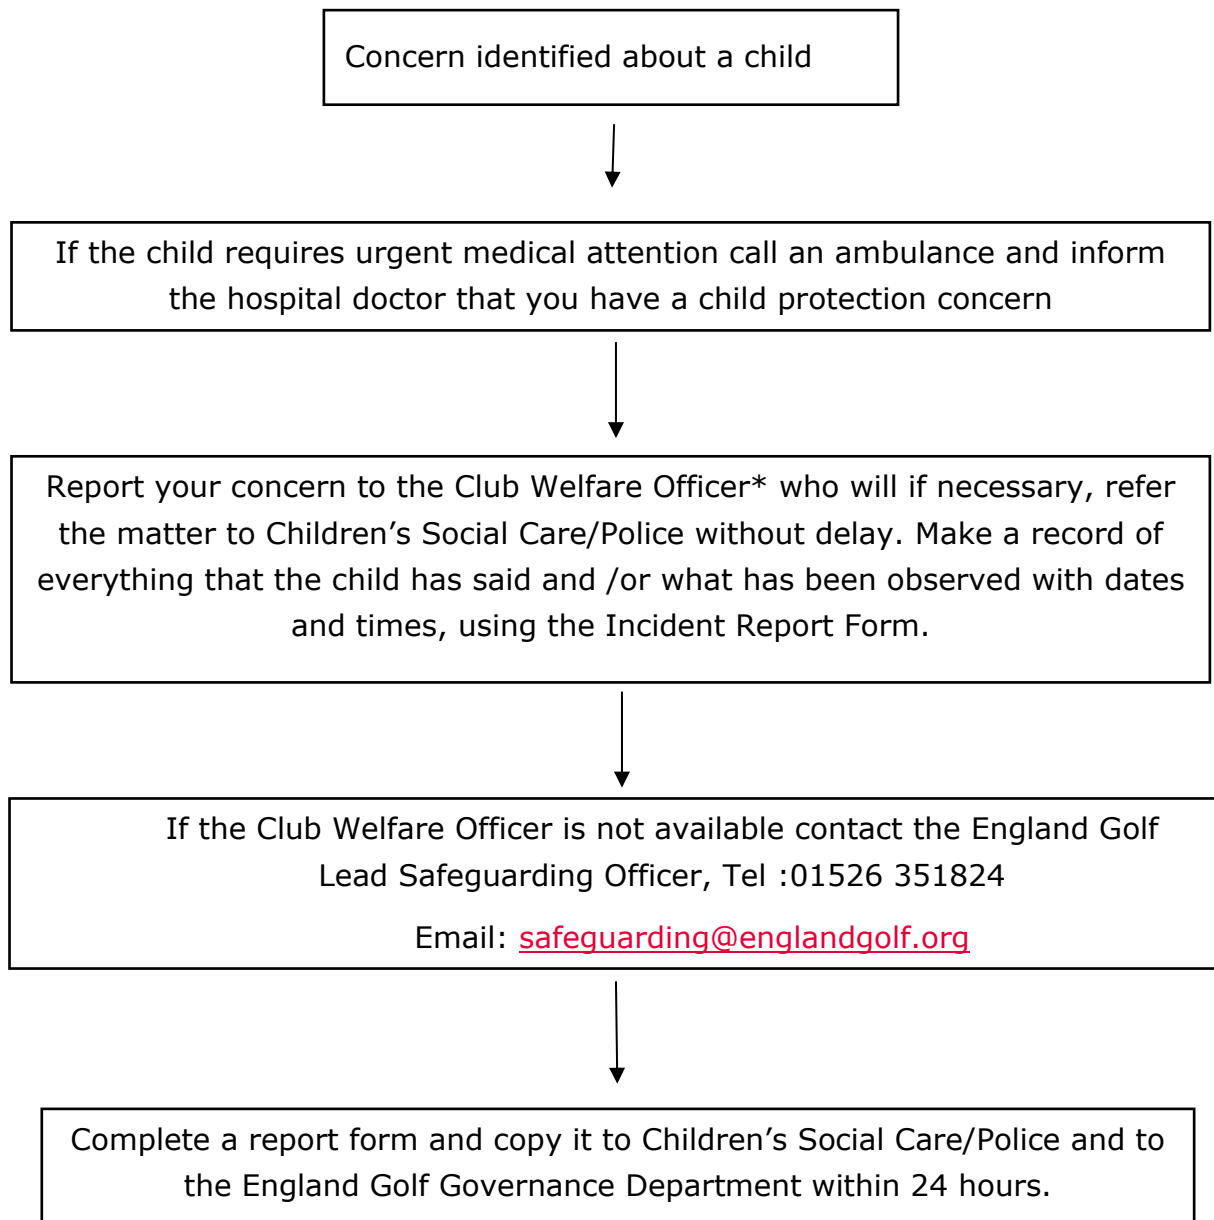 Concern identified about a child
If the child requires urgent medical attention call an ambulance and inform
the hospital doctor that you have a child protection concern
Report your concern to the Club Welfare Officer* who will if necessary, refer
the matter to Children’s Social Care/Police without delay. Make a record of
everything that the child has said and /or what has been observed with dates
and times, using the Incident Report Form.
If the Club Welfare Officer is not available contact the England Golf
Lead Safeguarding Officer, Tel :01526 351824
Email: safeguarding@englandgolf.org
Complete a report form and copy it to Children’s Social Care/Police and to
the England Golf Governance Department within 24 hours.